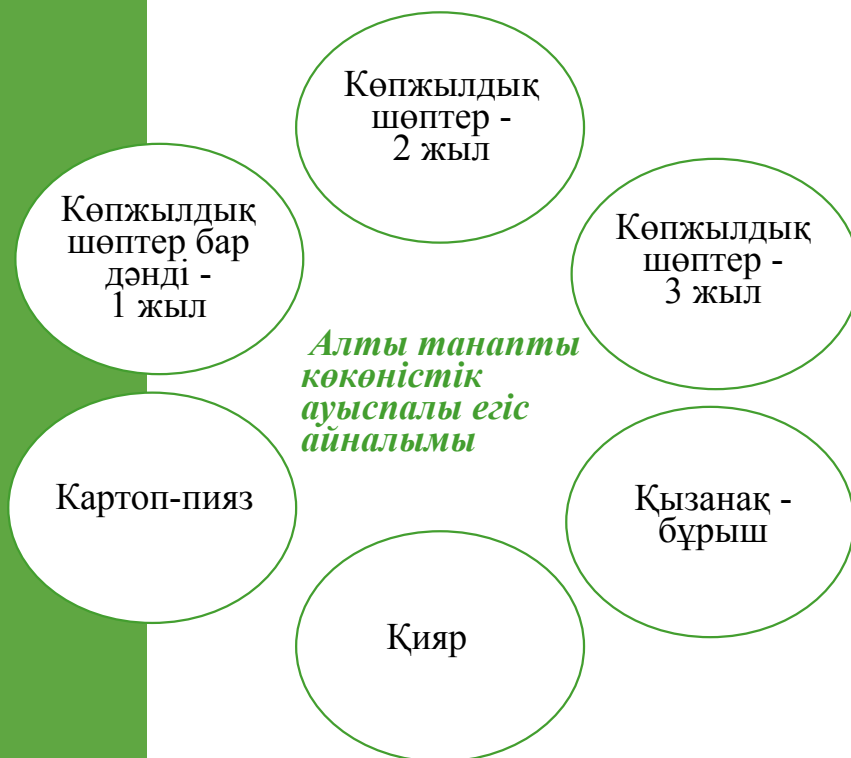 Көпжылдық
шөптер -
2 жыл
Көпжылдық
шөптер бар
дәнді -
1 жыл
Көпжылдық
шөптер -
3 жыл
Алты танапты
көкөністік
ауыспалы егіс
айналымы
Картоп-пияз
Қызанақ -
бұрыш
Қияр